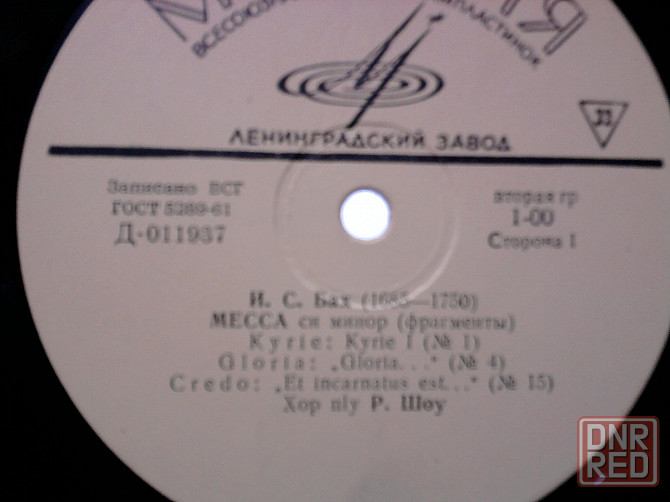 ЛЕНИНГРАДСКИЙ ЗАВОД
33
Записано ВСГ
ГОСТ 5289-61
Д-011937
вторая гр
1-00
Сторона 1
И. С. Бах (1685—1750)
МЕССА си минор (фрагменты)
Kyrie: Kyrie I (№ 1)
Gloria: „Gloria...“ (№ 4)
Credo: „Et incarnatus est...“ (№ 15)
Хор п/у Р. Шоу
DNR
RED